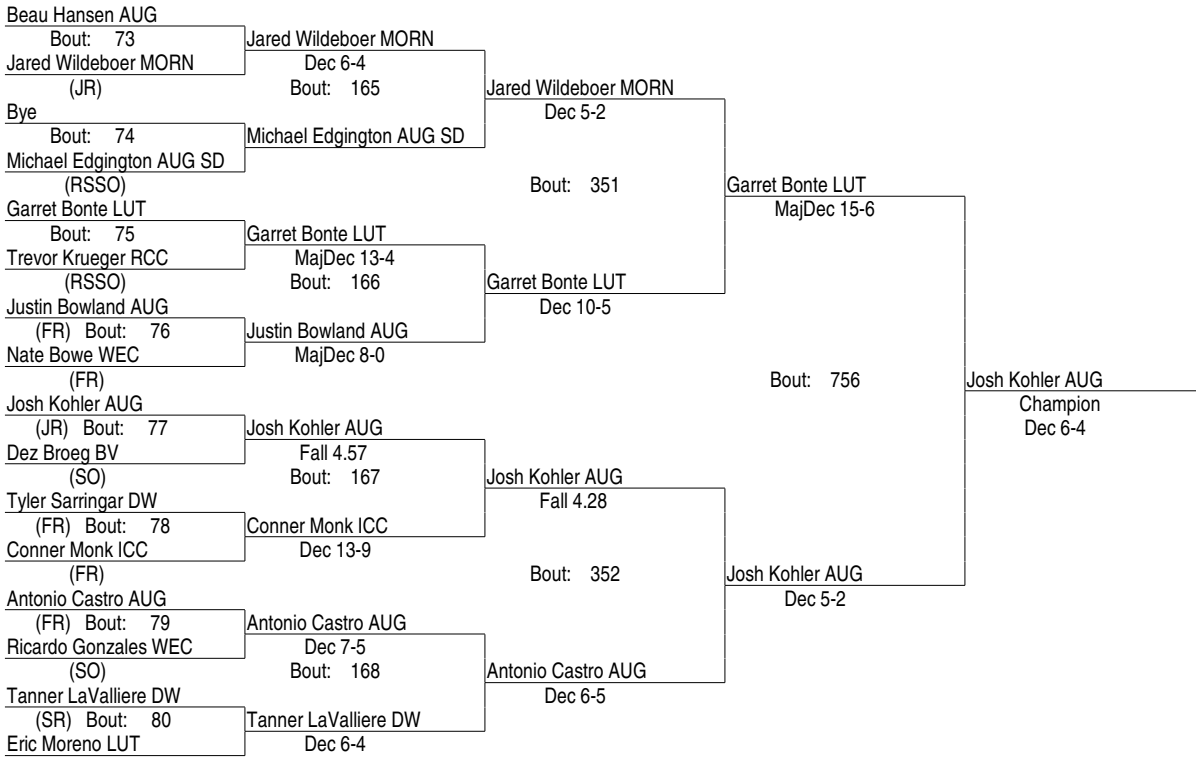 Beau Hansen AUG
Bout: 73
Jared Wildeboer MORN
Jared Wildeboer MORN
Dec 6-4
(JR)
Bout: 165
Jared Wildeboer MORN
Bye
Dec 5-2
Bout: 74
Michael Edgington AUG SD
Michael Edgington AUG SD
(RSSO)
Bout: 351
Garret Bonte LUT
Garret Bonte LUT
MajDec 15-6
Bout: 75
Garret Bonte LUT
Trevor Krueger RCC
MajDec 13-4
(RSSO)
Bout: 166
Garret Bonte LUT
Justin Bowland AUG
Dec 10-5
(FR) Bout: 76
Justin Bowland AUG
Nate Bowe WEC
MajDec 8-0
(FR)
Bout: 756
Josh Kohler AUG
Josh Kohler AUG
Champion
(JR) Bout: 77
Josh Kohler AUG
Dec 6-4
Dez Broeg BV
Fall 4.57
(SO)
Bout: 167
Josh Kohler AUG
Tyler Sarringar DW
Fall 4.28
(FR) Bout: 78
Conner Monk ICC
Conner Monk ICC
Dec 13-9
(FR)
Bout: 352
Josh Kohler AUG
Antonio Castro AUG
Dec 5-2
(FR) Bout: 79
Antonio Castro AUG
Ricardo Gonzales WEC
Dec 7-5
(SO)
Bout: 168
Antonio Castro AUG
Tanner LaValliere DW
Dec 6-5
(SR) Bout: 80
Tanner LaValliere DW
Eric Moreno LUT
Dec 6-4